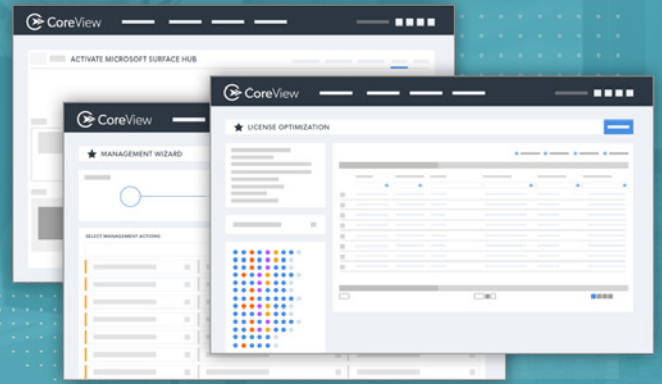 CoreView
ACTIVATE MICROSOFT SURFACE HUB
CoreView
MANAGEMENT WIZARD
SELECT MANAGEMENT ACTIONS
CoreView
LICENSE OPTIMIZATION